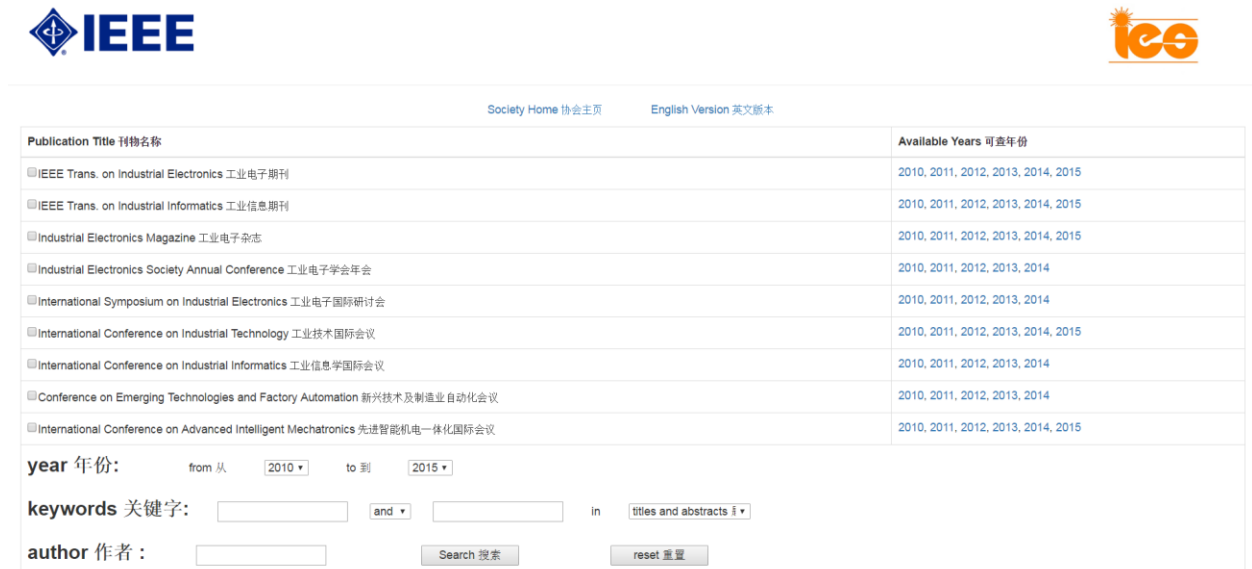 IEEE
ies
Society Home 协会主页 English Version 英文版本
Publication Title 刊物名称 Available Years 可查年份
IEEE Trans. on Industrial Electronics 工业电子期刊 2010, 2011, 2012, 2013, 2014, 2015
IEEE Trans. on Industrial Informatics 工业信息期刊 2010, 2011, 2012, 2013, 2014, 2015
Industrial Electronics Magazine 工业电子杂志 2010, 2011, 2012, 2013, 2014, 2015
Industrial Electronics Society Annual Conference 工业电子学会年会 2010, 2011, 2012, 2013, 2014
International Symposium on Industrial Electronics 工业电子国际研讨会 2010, 2011, 2012, 2013, 2014
International Conference on Industrial Technology 工业技术国际会议 2010, 2011, 2012, 2013, 2014, 2015
International Conference on Industrial Informatics 工业信息学国际会议 2010, 2011, 2012, 2013, 2014
Conference on Emerging Technologies and Factory Automation 新兴技术及制造业自动化会议 2010, 2011, 2012, 2013, 2014
International Conference on Advanced Intelligent Mechatronics 先进智能机电一体化国际会议 2010, 2011, 2012, 2013, 2014, 2015
year 年份: from 从 2010 to 到 2015
keywords 关键字: and in titles and abstracts
author 作者 : Search 搜索 reset 重置